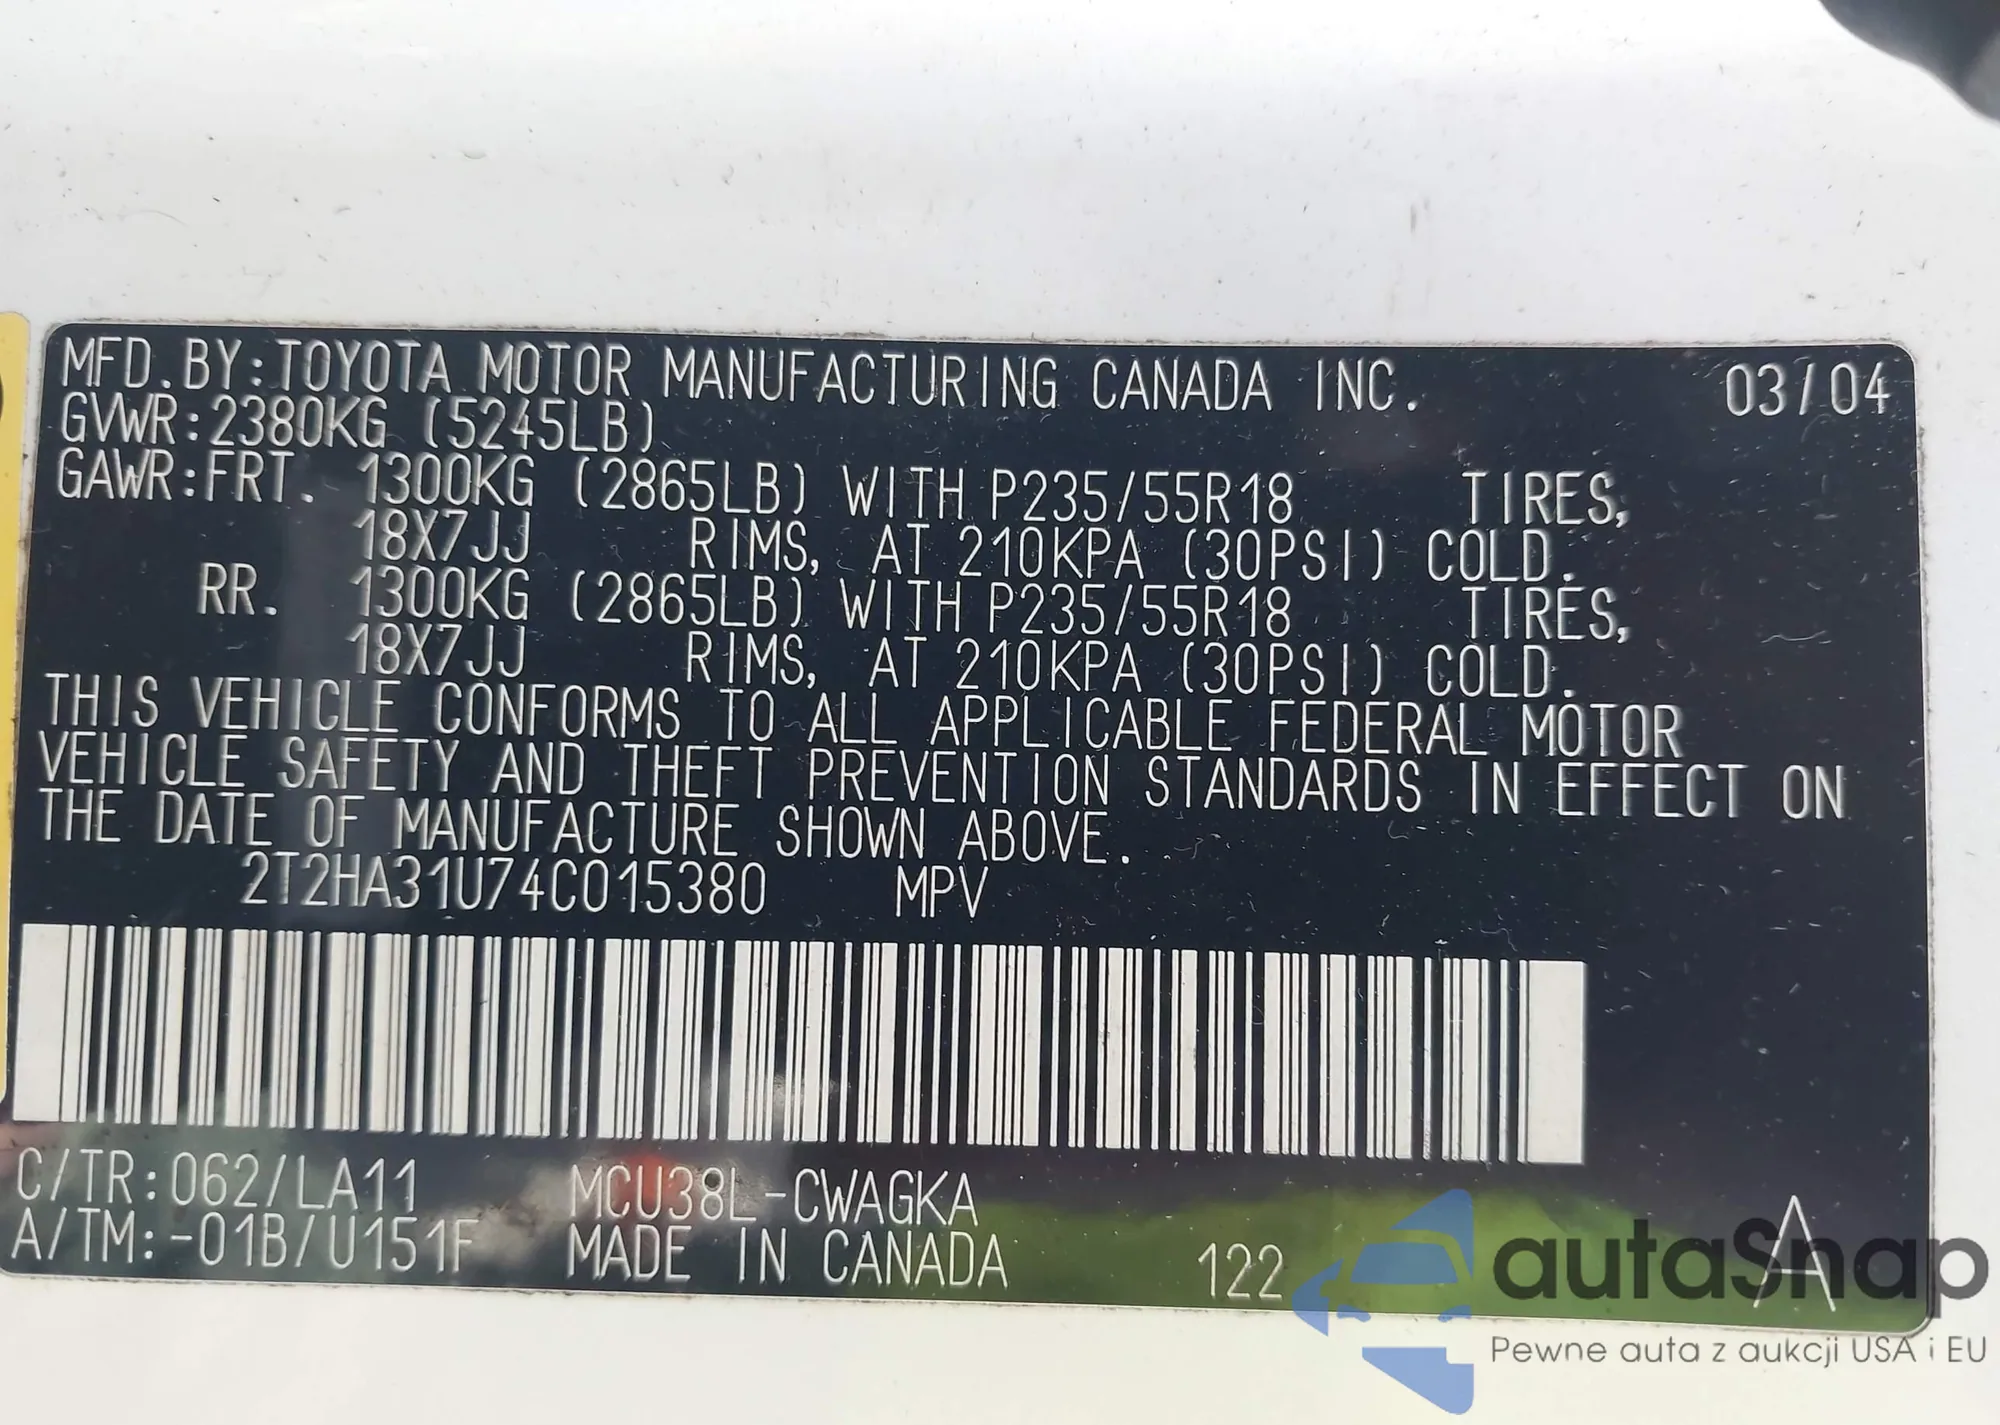 MFD. BY: TOYOTA MOTOR MANUFACTURING CANADA INC. 03/04
GVWR: 2380KG (5245LB)
GAWR: FRT. 1300KG (2865LB) WITH P235/55R18 TIRES,
18X7JJ RIMS, AT 210KPA (30PSI) COLD.
RR. 1300KG (2865LB) WITH P235/55R18 TIRES,
18X7JJ RIMS, AT 210KPA (30PSI) COLD.
THIS VEHICLE CONFORMS TO ALL APPLICABLE FEDERAL MOTOR
VEHICLE SAFETY AND THEFT PREVENTION STANDARDS IN EFFECT ON
THE DATE OF MANUFACTURE SHOWN ABOVE.
2T2HA31U74C015380 MPV
C/TR: 062/LA11 MCU38L-CWAGKA
A/TM: -01B/U151F MADE IN CANADA 122 A
autaSnap
Pewne auta z aukcji USA i EU